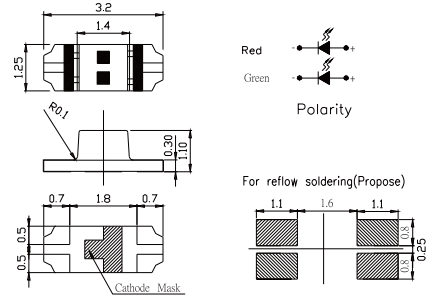 3.2
1.4
1.25
Red - +
Green - +
Polarity
R0.1
0.30
1.10
0.7 1.8 0.7
0.5
0.5
Cathode Mask
For reflow soldering(Propose)
1.1 1.6 1.1
0.8
0.25
0.8